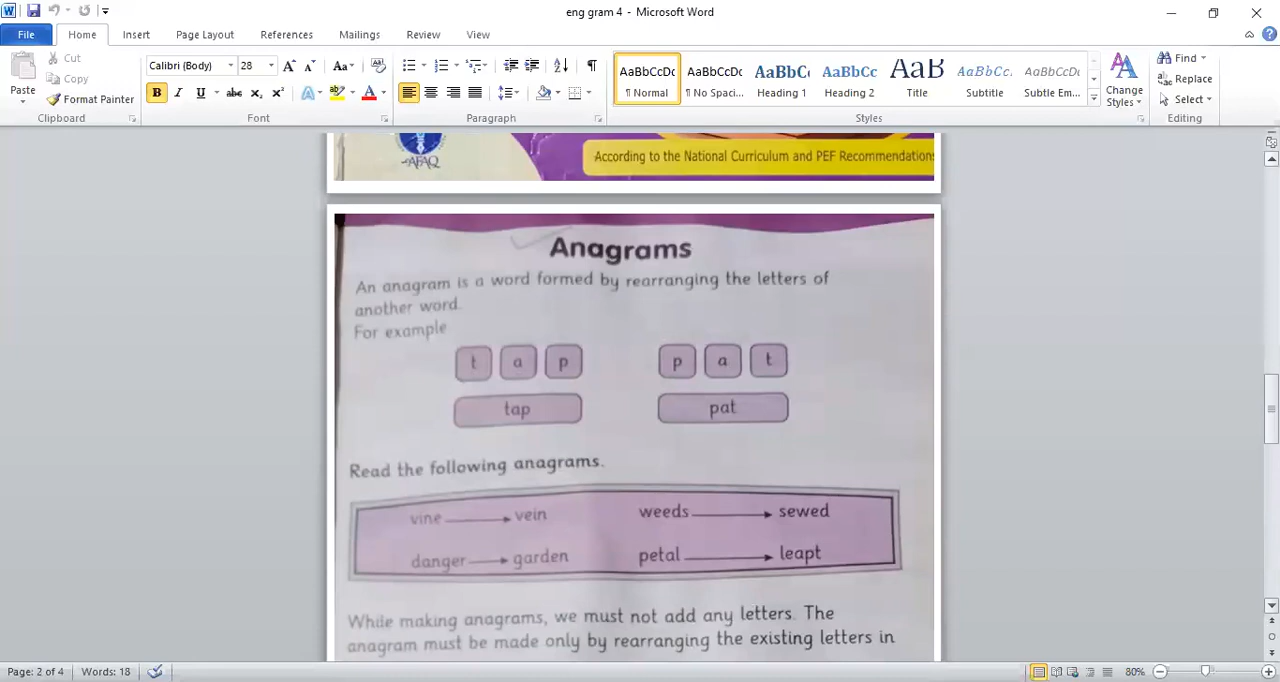 eng gram 4 - Microsoft Word
File Home Insert Page Layout References Mailings Review View
Cut
Copy
Format Painter
Paste
Clipboard
Calibri (Body) 28
Font
Paragraph
AaBbCcDc AaBbCcDc AaBbC AaBbCc AaB AaBbCc. AaBbCcDc
¶ Normal ¶ No Spaci... Heading 1 Heading 2 Title Subtitle Subtle Em...
Styles
Change
Styles
Find
Replace
Select
Editing
AFAQ
According to the National Curriculum and PEF Recommendations
Anagrams
An anagram is a word formed by rearranging the letters of
another word.
For example
t a p p a t
tap pat
Read the following anagrams.
vine vein weeds sewed
danger garden petal leapt
While making anagrams, we must not add any letters. The
anagram must be made only by rearranging the existing letters in
Page: 2 of 4 Words: 18 80%